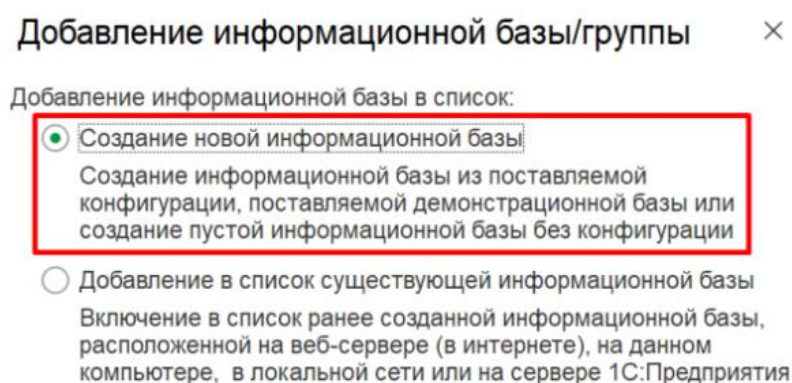 Добавление информационной базы/группы
Добавление информационной базы в список:
Создание новой информационной базы
Создание информационной базы из поставляемой
конфигурации, поставляемой демонстрационной базы или
создание пустой информационной базы без конфигурации
Добавление в список существующей информационной базы
Включение в список ранее созданной информационной базы,
расположенной на веб-сервере (в интернете), на данном
компьютере, в локальной сети или на сервере 1С:Предприятия